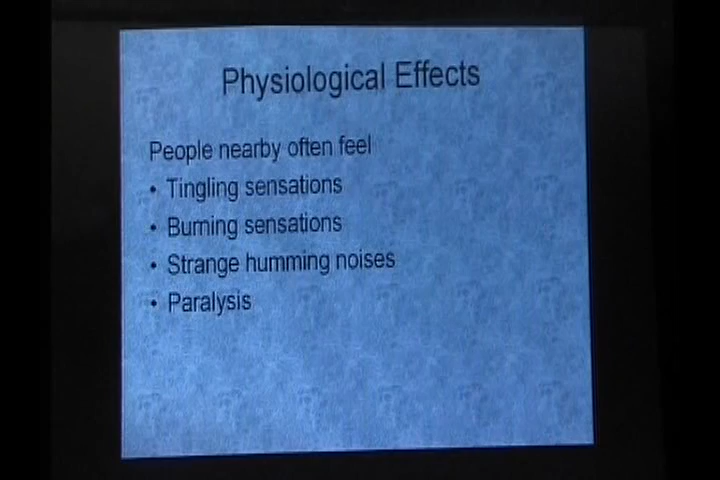 Physiological Effects
People nearby often feel
• Tingling sensations
• Burning sensations
• Strange humming noises
• Paralysis